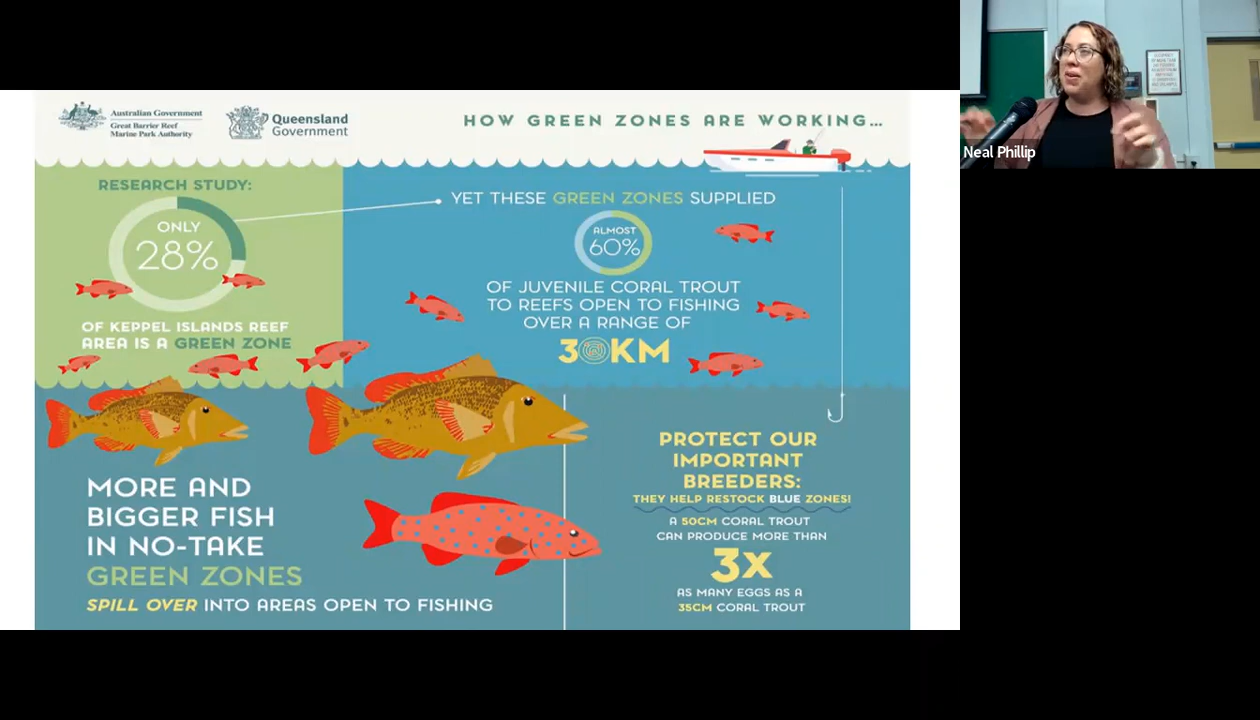 Australian Government
Great Barrier Reef
Marine Park Authority
Queensland
Government
HOW GREEN ZONES ARE WORKING...
RESEARCH STUDY:
ONLY
28%
OF KEPPEL ISLANDS REEF
AREA IS A GREEN ZONE
YET THESE GREEN ZONES SUPPLIED
ALMOST
60%
OF JUVENILE CORAL TROUT
TO REEFS OPEN TO FISHING
OVER A RANGE OF
30KM
MORE AND
BIGGER FISH
IN NO-TAKE
GREEN ZONES
SPILL OVER INTO AREAS OPEN TO FISHING
PROTECT OUR
IMPORTANT
BREEDERS:
THEY HELP RESTOCK BLUE ZONES!
A 50CM CORAL TROUT
CAN PRODUCE MORE THAN
3X
AS MANY EGGS AS A
35CM CORAL TROUT
Neal Phillip